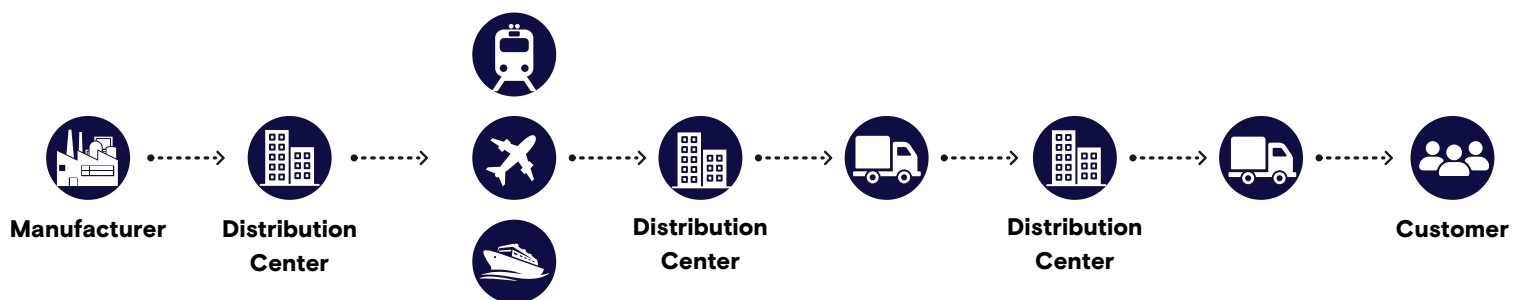 Manufacturer
Distribution
Center
Distribution
Center
Distribution
Center
Customer